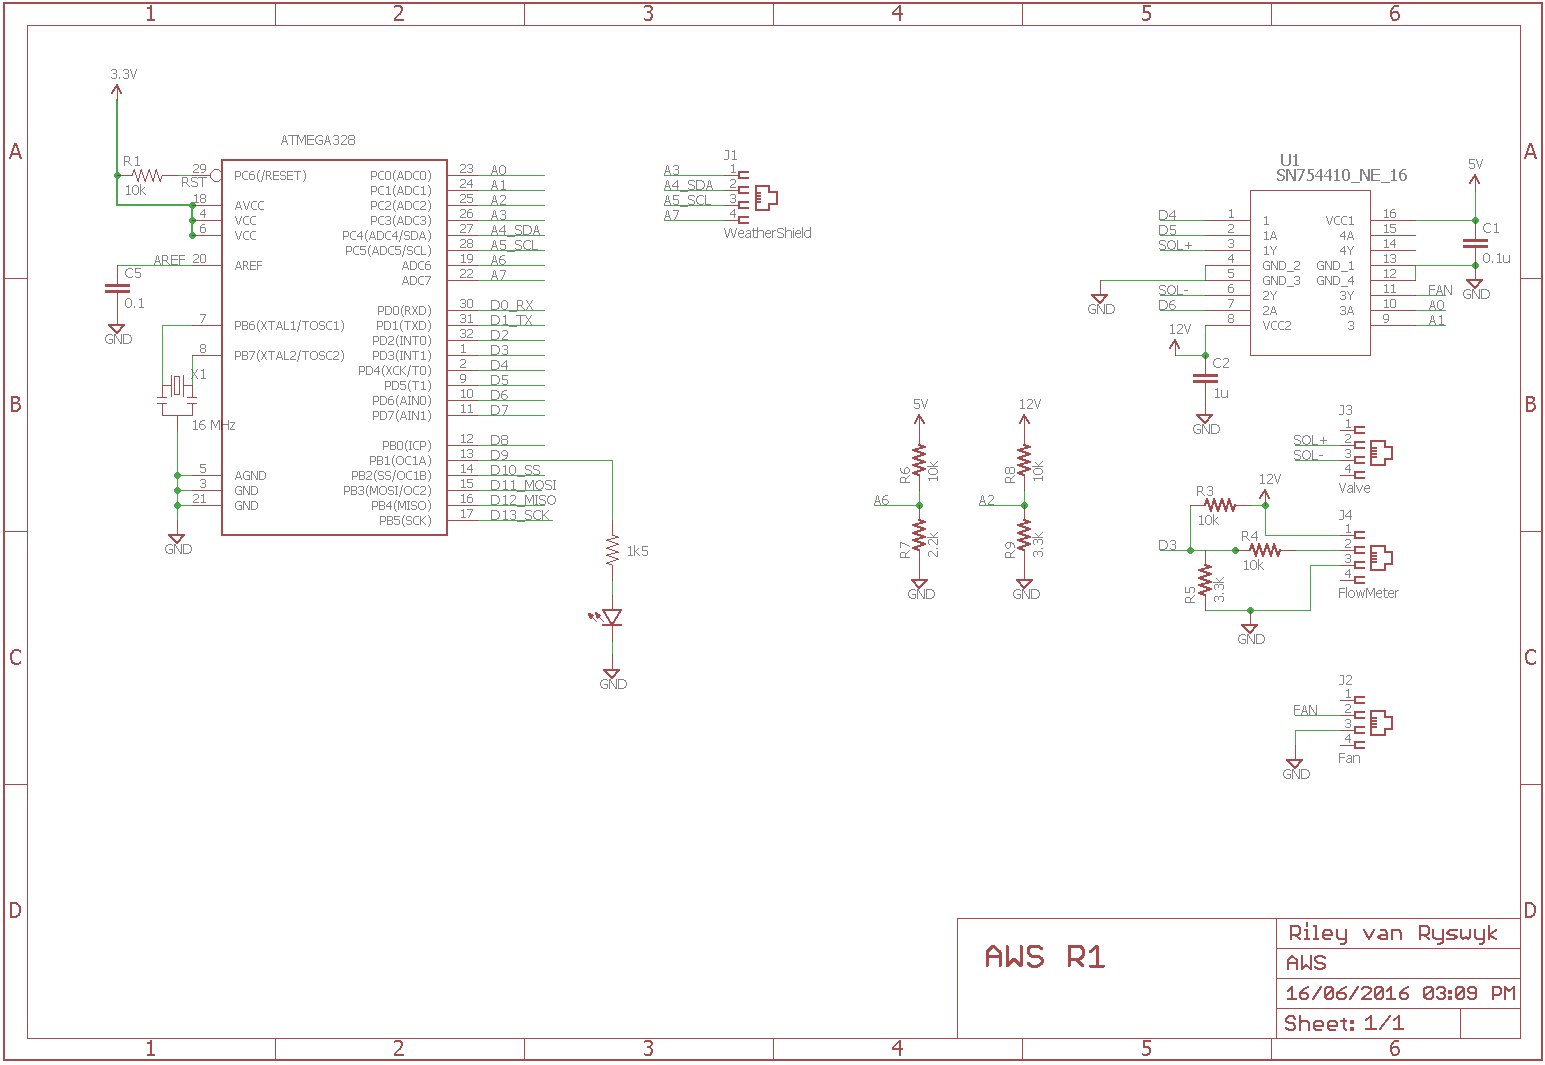 1 2 3 4 5 6
A A
B B
C C
D D
3.3V
ATMEGA328
R1
10k
RST
29 PC6(/RESET)
18 AVCC
4 VCC
6 VCC
AREF 20 AREF
C5
0.1
GND
7 PB6(XTAL1/TOSC1)
8 PB7(XTAL2/TOSC2)
X1
16 MHz
5 AGND
3 GND
21 GND
GND
PC0(ADC0) 23 A0
PC1(ADC1) 24 A1
PC2(ADC2) 25 A2
PC3(ADC3) 26 A3
PC4(ADC4/SDA) 27 A4_SDA
PC5(ADC5/SCL) 28 A5_SCL
ADC6 19 A6
ADC7 22 A7
PD0(RXD) 30 D0_RX
PD1(TXD) 31 D1_TX
PD2(INT0) 32 D2
PD3(INT1) 1 D3
PD4(XCK/T0) 2 D4
PD5(T1) 9 D5
PD6(AIN0) 10 D6
PD7(AIN1) 11 D7
PB0(ICP) 12 D8
PB1(OC1A) 13 D9
PB2(SS/OC1B) 14 D10_SS
PB3(MOSI/OC2) 15 D11_MOSI
PB4(MISO) 16 D12_MISO
PB5(SCK) 17 D13_SCK
1k5
GND
J1
A3 1
A4_SDA 2
A5_SCL 3
A7 4
WeatherShield
U1
SN754410_NE_16
D4 1 1
D5 2 1A
SOL+ 3 1Y
4 GND_2
5 GND_3
SOL- 6 2Y
D6 7 2A
8 VCC2
VCC1 16
4A 15
4Y 14
GND_1 13
GND_4 12
3Y 11 FAN
3A 10 A0
3 9 A1
5V
C1
0.1u
GND
GND
12V
C2
1u
GND
5V
R6
10k
A6
R7
2.2k
GND
12V
R8
10k
A2
R9
3.3k
GND
J3
1
SOL+ 2
SOL- 3
4
Valve
12V
R3
10k
D3
R4
10k
R5
3.3k
GND
J4
1
2
3
4
FlowMeter
J2
1
FAN 2
3
4
Fan
GND
AWS R1
Riley van Ryswyk
AWS
16/06/2016 03:09 PM
Sheet: 1/1
1 2 3 4 5 6